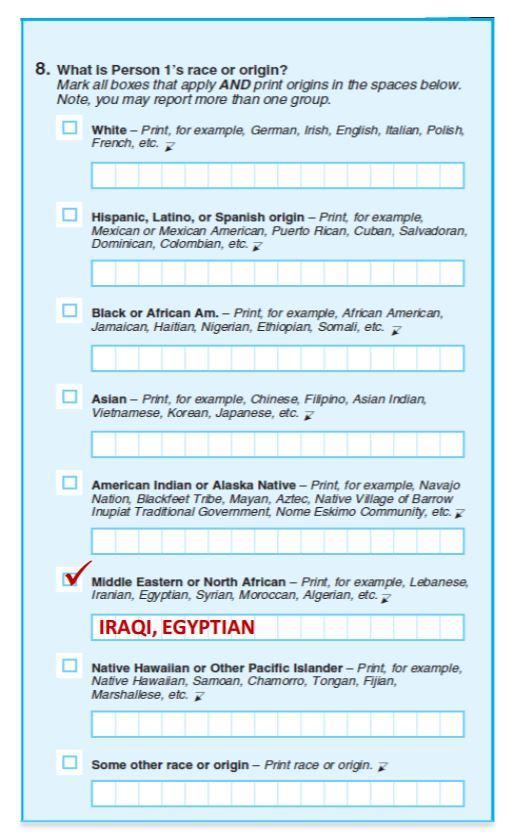 8. What is Person 1's race or origin?
Mark all boxes that apply AND print origins in the spaces below.
Note, you may report more than one group.
White – Print, for example, German, Irish, English, Italian, Polish,
French, etc.
Hispanic, Latino, or Spanish origin – Print, for example,
Mexican or Mexican American, Puerto Rican, Cuban, Salvadoran,
Dominican, Colombian, etc.
Black or African Am. – Print, for example, African American,
Jamaican, Haitian, Nigerian, Ethiopian, Somali, etc.
Asian – Print, for example, Chinese, Filipino, Asian Indian,
Vietnamese, Korean, Japanese, etc.
American Indian or Alaska Native – Print, for example, Navajo
Nation, Blackfeet Tribe, Mayan, Aztec, Native Village of Barrow
Inupiat Traditional Government, Nome Eskimo Community, etc.
Middle Eastern or North African – Print, for example, Lebanese,
Iranian, Egyptian, Syrian, Moroccan, Algerian, etc.
IRAQI, EGYPTIAN
Native Hawaiian or Other Pacific Islander – Print, for example,
Native Hawaiian, Samoan, Chamorro, Tongan, Fijian,
Marshallese, etc.
Some other race or origin – Print race or origin.